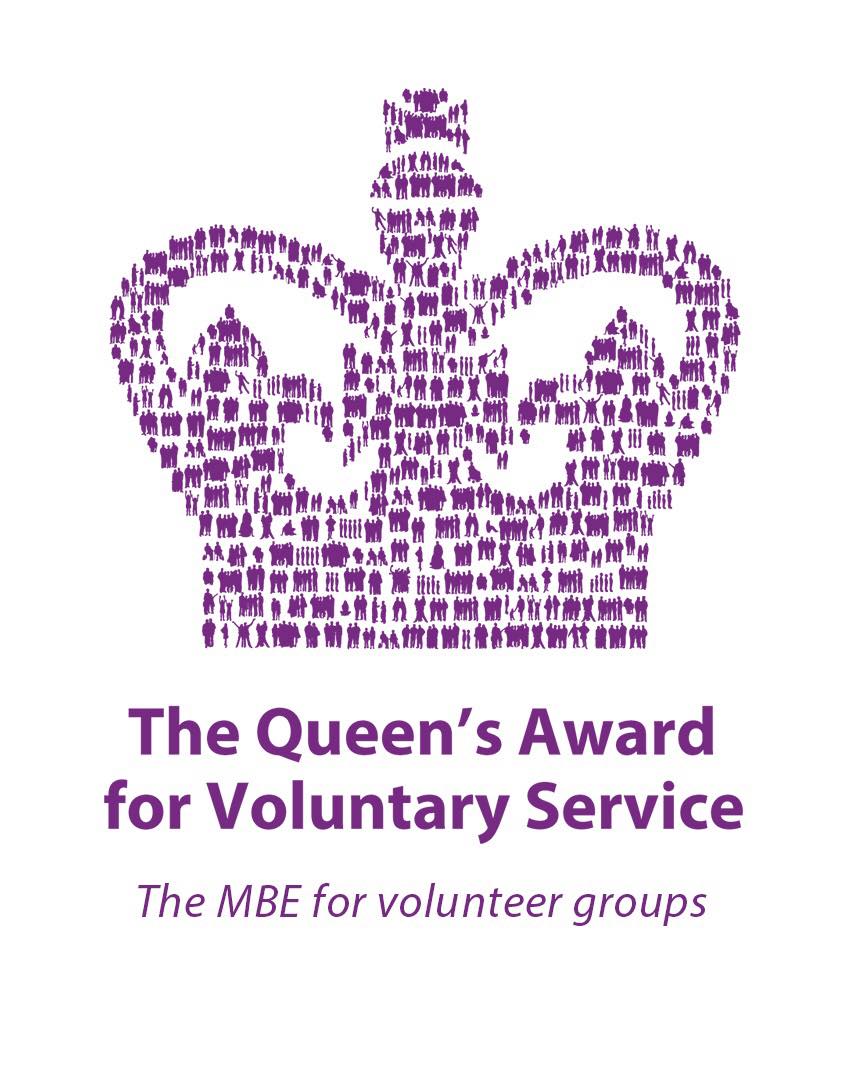 The Queen’s Award
for Voluntary Service
The MBE for volunteer groups